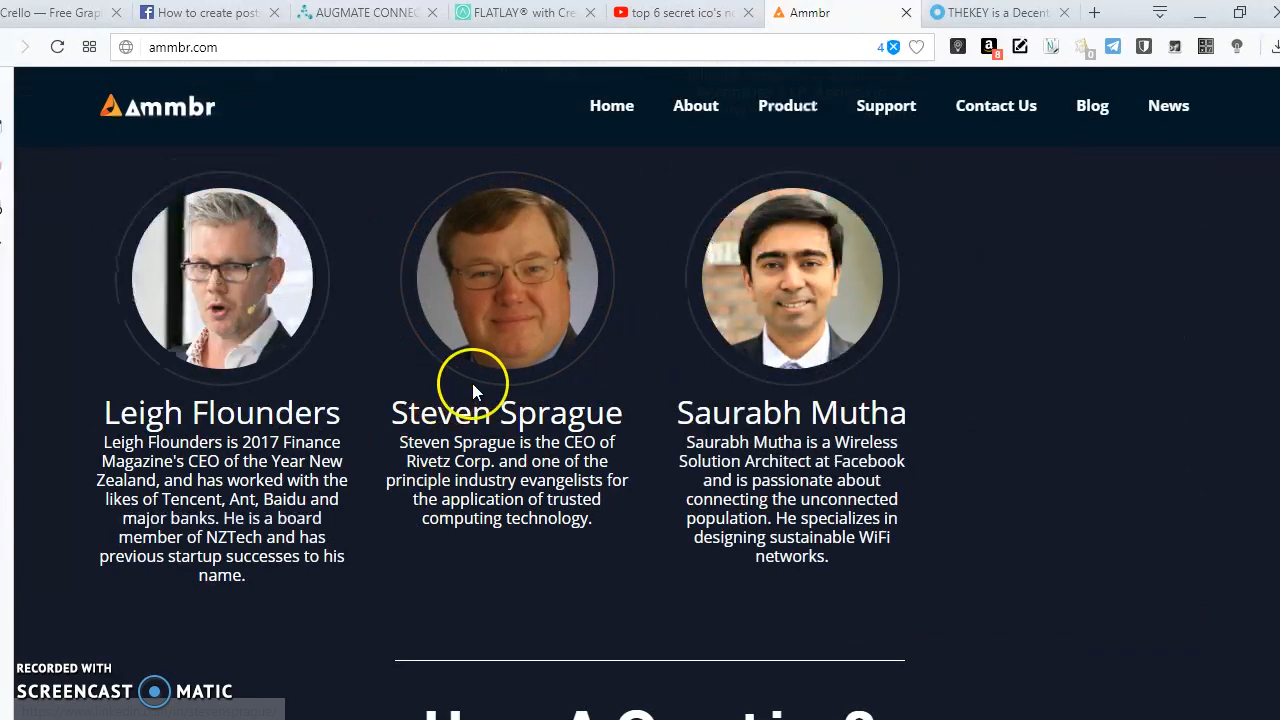 Crello — Free Grap
How to create post
AUGMATE CONNEC
FLATLAY® with Cre
top 6 secret ico's n
Ammbr
THEKEY is a Decent
ammbr.com
4
8
0
Ammbr
Home
About
Product
Support
Contact Us
Blog
News
Leigh Flounders
Leigh Flounders is 2017 Finance
Magazine's CEO of the Year New
Zealand, and has worked with the
likes of Tencent, Ant, Baidu and
major banks. He is a board
member of NZTech and has
previous startup successes to his
name.
Steven Sprague
Steven Sprague is the CEO of
Rivetz Corp. and one of the
principle industry evangelists for
the application of trusted
computing technology.
Saurabh Mutha
Saurabh Mutha is a Wireless
Solution Architect at Facebook
and is passionate about
connecting the unconnected
population. He specializes in
designing sustainable WiFi
networks.
RECORDED WITH
SCREENCAST MATIC